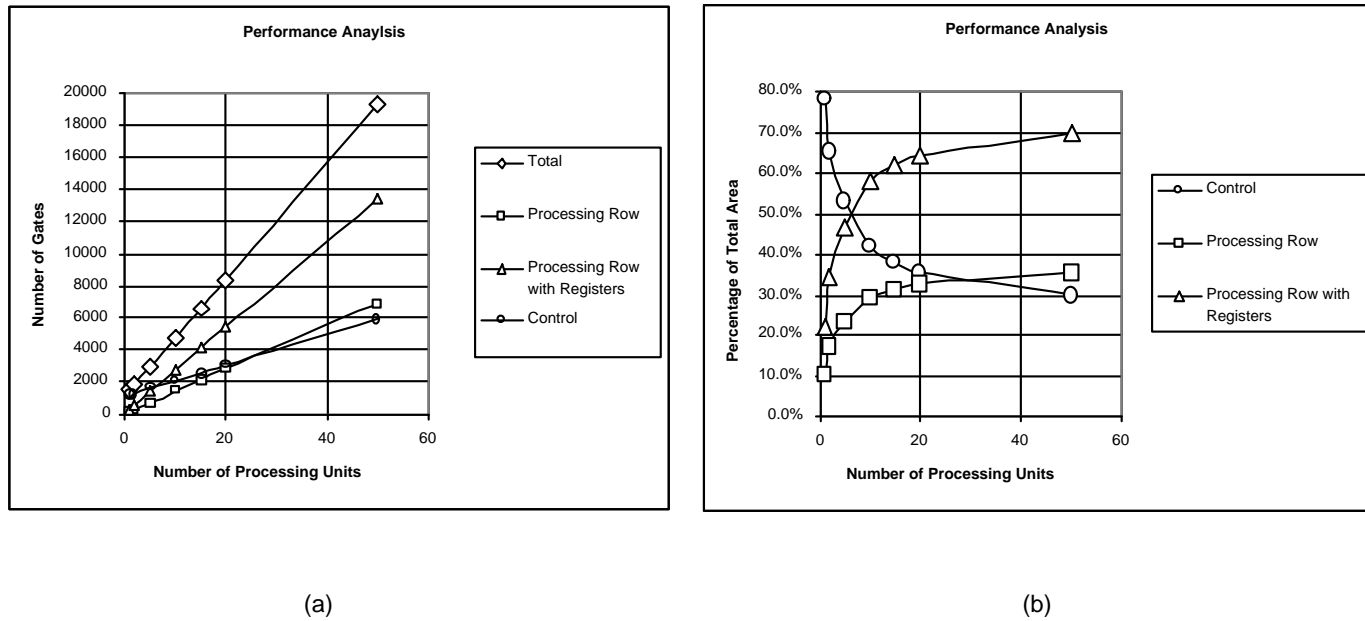 Performance Anaylsis
20000
18000
16000
14000
12000
10000
8000
6000
4000
2000
0
0
20
40
60
Number of Gates
Number of Processing Units
Total
Processing Row
Processing Row
with Registers
Control
(a)
Performance Analysis
80.0%
70.0%
60.0%
50.0%
40.0%
30.0%
20.0%
10.0%
0.0%
0
20
40
60
Percentage of Total Area
Number of Processing Units
Control
Processing Row
Processing Row with
Registers
(b)